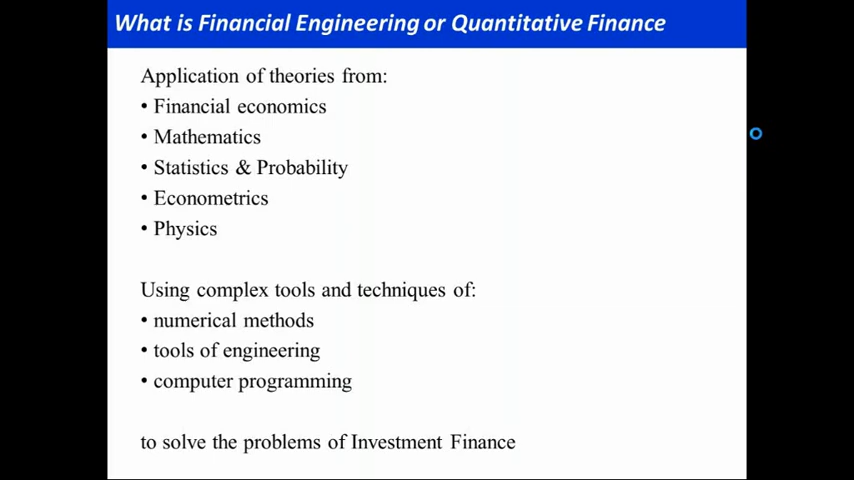 What is Financial Engineering or Quantitative Finance
Application of theories from:
• Financial economics
• Mathematics
• Statistics & Probability
• Econometrics
• Physics
Using complex tools and techniques of:
• numerical methods
• tools of engineering
• computer programming
to solve the problems of Investment Finance